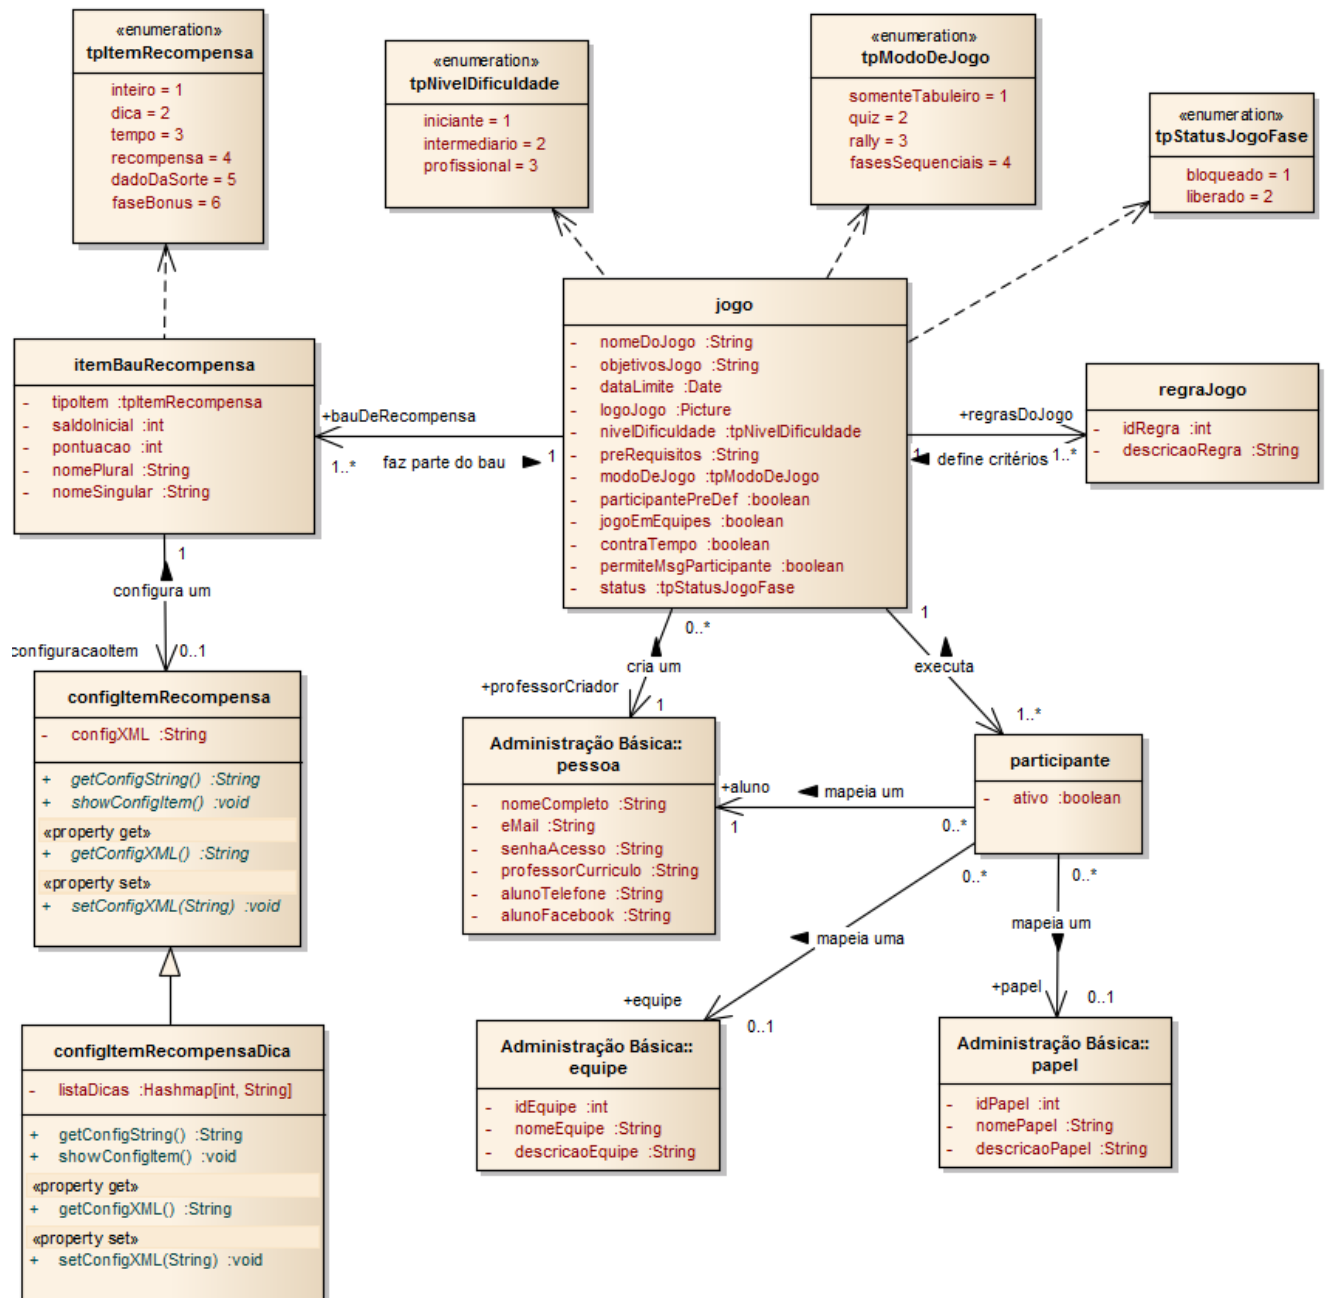 «enumeration»
tpItemRecompensa
inteiro = 1
dica = 2
tempo = 3
recompensa = 4
dadoDaSorte = 5
faseBonus = 6
«enumeration»
tpNivelDificuldade
iniciante = 1
intermediario = 2
profissional = 3
«enumeration»
tpModoDeJogo
somenteTabuleiro = 1
quiz = 2
rally = 3
fasesSequenciais = 4
«enumeration»
tpStatusJogoFase
bloqueado = 1
liberado = 2
itemBauRecompensa
- tipoItem :tpItemRecompensa
- saldoInicial :int
- pontuacao :int
- nomePlural :String
- nomeSingular :String
+bauDeRecompensa
1..*
faz parte do bau
1
jogo
- nomeDoJogo :String
- objetivosJogo :String
- dataLimite :Date
- logoJogo :Picture
- nivelDificuldade :tpNivelDificuldade
- preRequisitos :String
- modoDeJogo :tpModoDeJogo
- participantePreDef :boolean
- jogoEmEquipes :boolean
- contraTempo :boolean
- permiteMsgParticipante :boolean
- status :tpStatusJogoFase
+regrasDoJogo
1
define critérios
1..*
regraJogo
- idRegra :int
- descricaoRegra :String
1
configura um
configuracaoItem
0..1
0..*
cria um
+professorCriador
1
1
executa
1..*
configItemRecompensa
- configXML :String
+ getConfigString() :String
+ showConfigItem() :void
«property get»
+ getConfigXML() :String
«property set»
+ setConfigXML(String) :void
Administração Básica::
pessoa
- nomeCompleto :String
- eMail :String
- senhaAcesso :String
- professorCurriculo :String
- alunoTelefone :String
- alunoFacebook :String
+aluno
1
mapeia um
0..*
participante
- ativo :boolean
0..*
mapeia uma
+equipe
0..1
0..*
mapeia um
+papel
0..1
configItemRecompensaDica
- listaDicas :Hashmap[int, String]
+ getConfigString() :String
+ showConfigItem() :void
«property get»
+ getConfigXML() :String
«property set»
+ setConfigXML(String) :void
Administração Básica::
equipe
- idEquipe :int
- nomeEquipe :String
- descricaoEquipe :String
Administração Básica::
papel
- idPapel :int
- nomePapel :String
- descricaoPapel :String